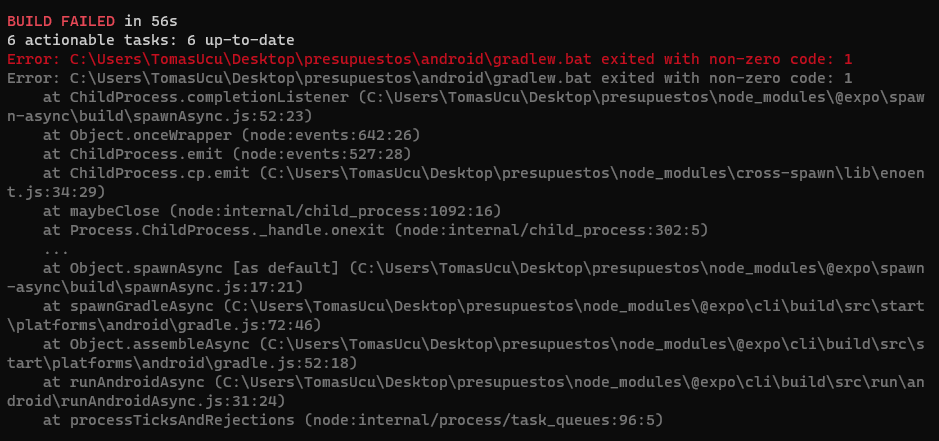 BUILD FAILED in 56s
6 actionable tasks: 6 up-to-date
Error: C:\Users\TomasUcu\Desktop\presupuestos\android\gradlew.bat exited with non-zero code: 1
Error: C:\Users\TomasUcu\Desktop\presupuestos\android\gradlew.bat exited with non-zero code: 1
    at ChildProcess.completionListener (C:\Users\TomasUcu\Desktop\presupuestos\node_modules\@expo\spaw
n-async\build\spawnAsync.js:52:23)
    at Object.onceWrapper (node:events:642:26)
    at ChildProcess.emit (node:events:527:28)
    at ChildProcess.cp.emit (C:\Users\TomasUcu\Desktop\presupuestos\node_modules\cross-spawn\lib\enoen
t.js:34:29)
    at maybeClose (node:internal/child_process:1092:16)
    at Process.ChildProcess._handle.onexit (node:internal/child_process:302:5)
    ...
    at Object.spawnAsync [as default] (C:\Users\TomasUcu\Desktop\presupuestos\node_modules\@expo\spawn
-async\build\spawnAsync.js:17:21)
    at spawnGradleAsync (C:\Users\TomasUcu\Desktop\presupuestos\node_modules\@expo\cli\build\src\start
\platforms\android\gradle.js:72:46)
    at Object.assembleAsync (C:\Users\TomasUcu\Desktop\presupuestos\node_modules\@expo\cli\build\src\s
tart\platforms\android\gradle.js:52:18)
    at runAndroidAsync (C:\Users\TomasUcu\Desktop\presupuestos\node_modules\@expo\cli\build\src\run\an
droid\runAndroidAsync.js:31:24)
    at processTicksAndRejections (node:internal/process/task_queues:96:5)